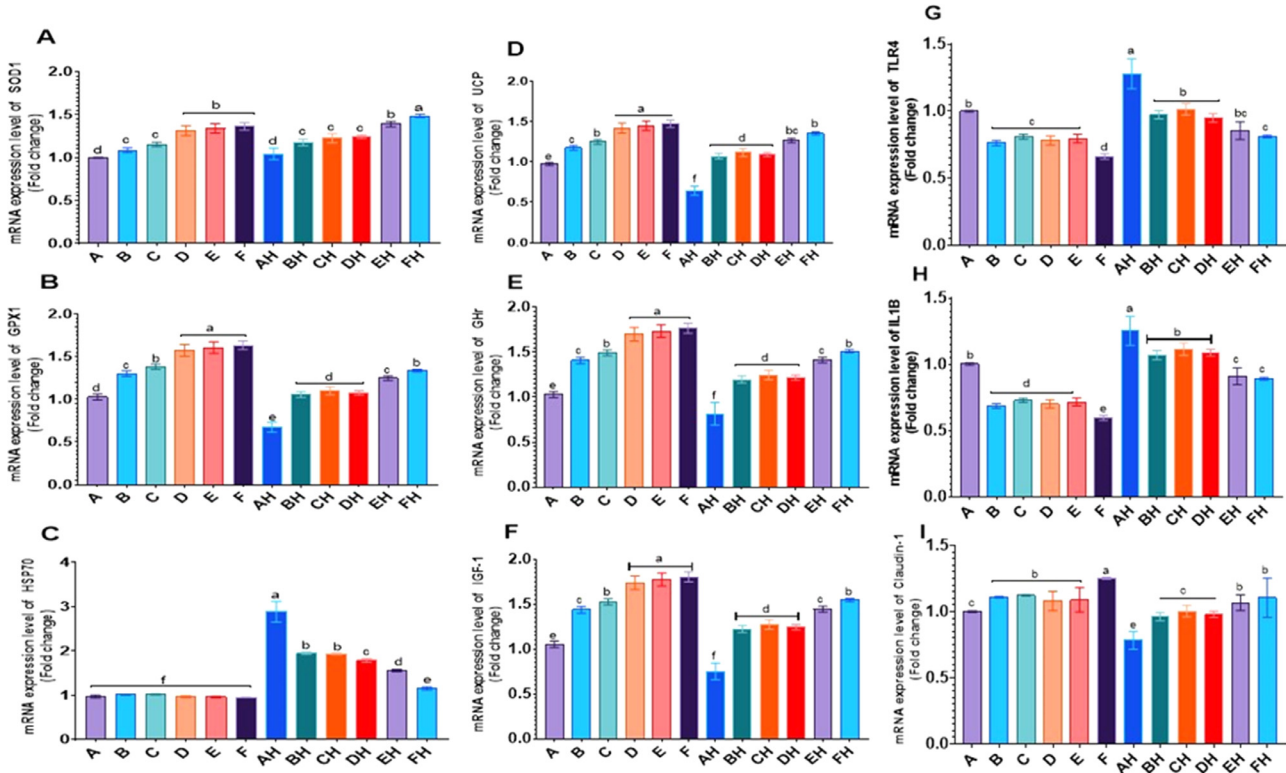 A
mRNA expression level of SOD1
(Fold change)
2.0
1.5
1.0
0.5
0.0
d
c
c
b
d
c
c
c
b
a
A B C D E F AH BH CH DH EH FH
B
mRNA expression level of GPX1
(Fold change)
2.0
1.5
1.0
0.5
0.0
d
c
b
a
e
d
c
b
A B C D E F AH BH CH DH EH FH
C
mRNA expression level of HSP70
(Fold change)
4
3
2
1
0
f
a
b
b
c
d
e
A B C D E F AH BH CH DH EH FH
D
mRNA expression level of UCP
(Fold change)
2.0
1.5
1.0
0.5
0.0
e
c
b
a
f
d
bc
b
A B C D E F AH BH CH DH EH FH
E
mRNA expression level of GHr
(Fold change)
2.0
1.5
1.0
0.5
0.0
e
c
b
a
f
d
c
b
A B C D E F AH BH CH DH EH FH
F
mRNA expression level of IGF-1
(Fold change)
2.0
1.5
1.0
0.5
0.0
e
c
b
a
f
d
c
b
A B C D E F AH BH CH DH EH FH
G
mRNA expression level of TLR4
(Fold change)
1.5
1.0
0.5
0.0
b
c
d
a
b
bc
c
A B C D E F AH BH CH DH EH FH
H
mRNA expression level of IL1B
(Fold change)
1.5
1.0
0.5
0.0
b
d
e
a
b
c
c
A B C D E F AH BH CH DH EH FH
I
mRNA expression level of Claudin-1
(Fold change)
1.5
1.0
0.5
0.0
c
b
a
e
c
b
b
A B C D E F AH BH CH DH EH FH